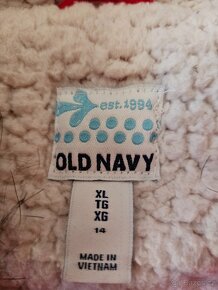 est. 1994
OLD NAVY
XL
TG
XG
14
MADE IN
VIETNAM